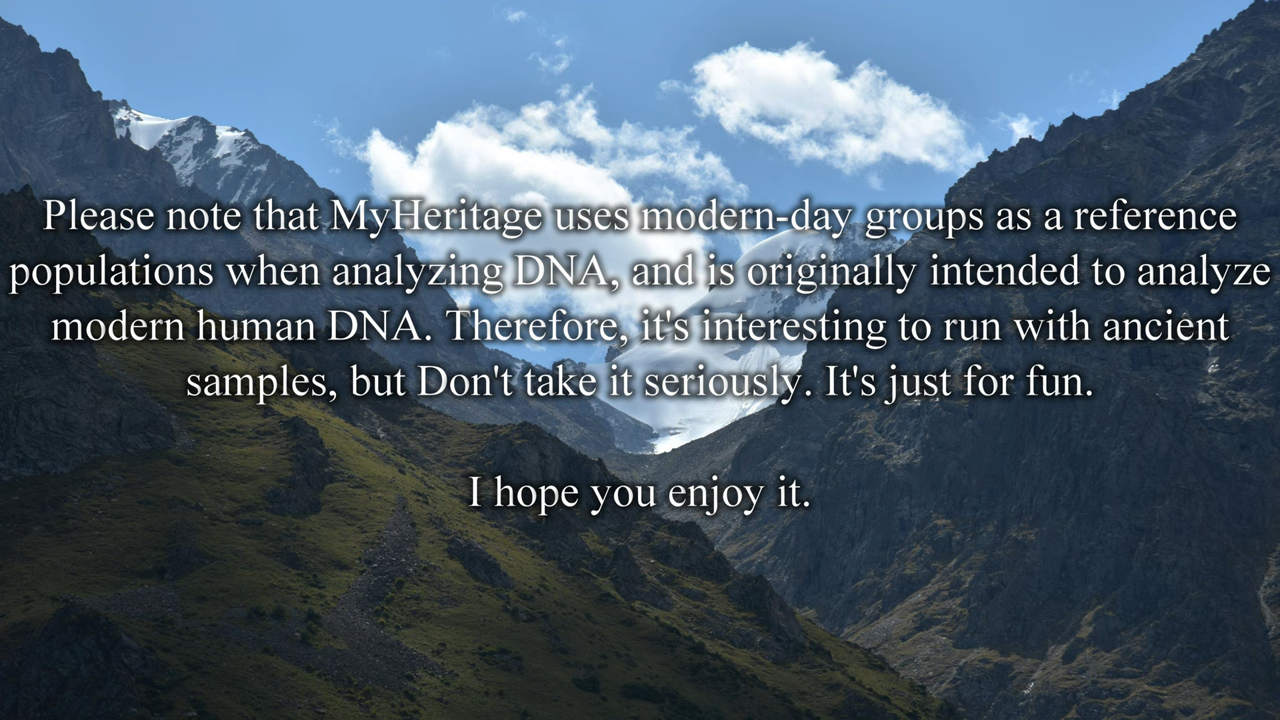 Please note that MyHeritage uses modern-day groups as a reference
populations when analyzing DNA, and is originally intended to analyze
modern human DNA. Therefore, it's interesting to run with ancient
samples, but Don't take it seriously. It's just for fun.
I hope you enjoy it.